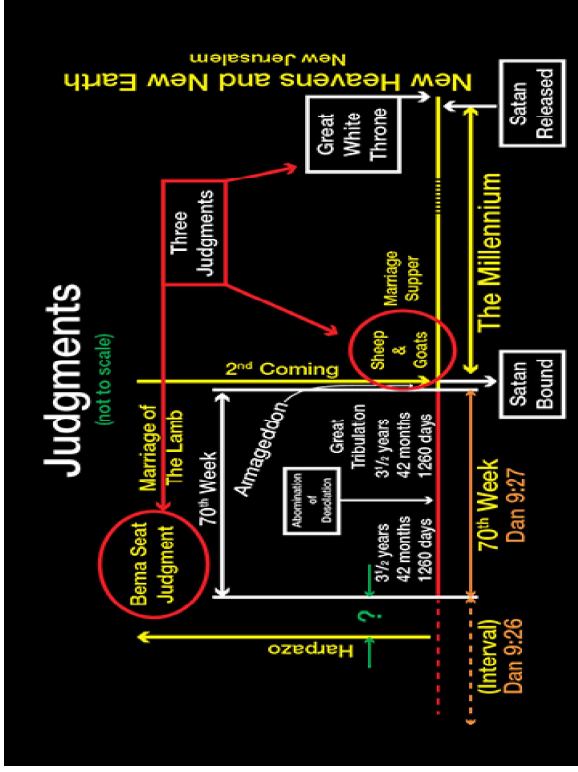 Judgments
(not to scale)
Three
Judgments
Bema Seat
Judgment
Marriage of
The Lamb
2nd Coming
70th Week
Armageddon
Harpazo
?
Abomination
of
Desolation
3½ years
42 months
1260 days
Great
Tribulaton
3½ years
42 months
1260 days
Sheep
&
Goats
Marriage
Supper
Great
White
Throne
New Heavens and New Earth
New Jerusalem
(Interval)
Dan 9:26
70th Week
Dan 9:27
Satan
Bound
The Millennium
Satan
Released